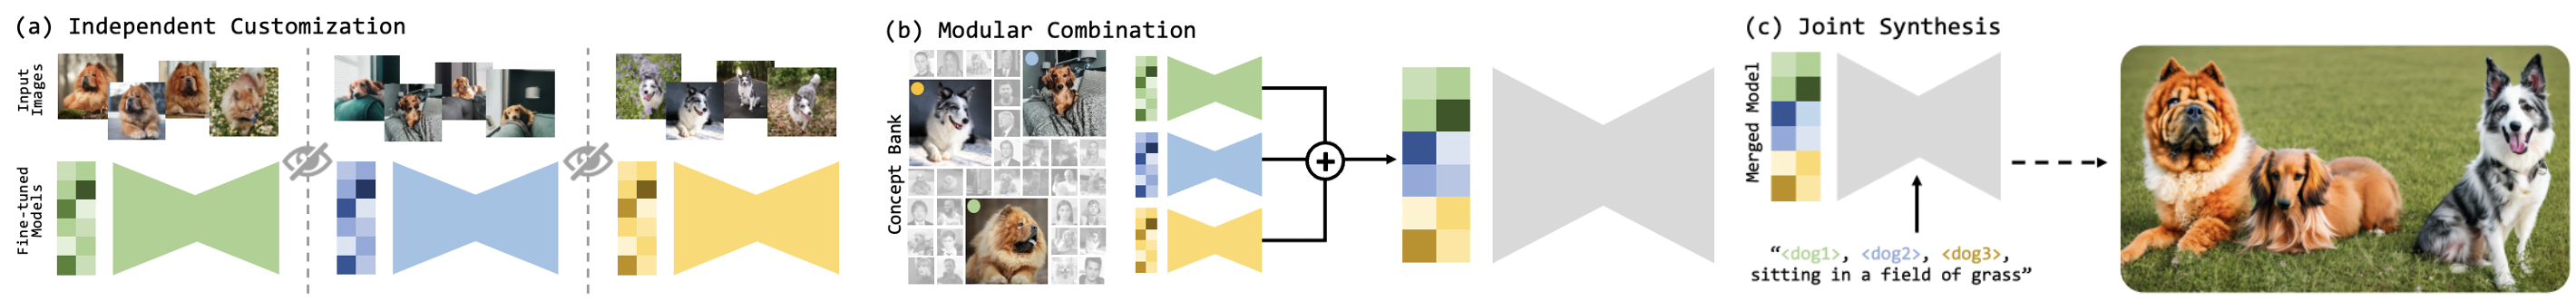 (a) Independent Customization
Input
Images
Fine-tuned
Models
(b) Modular Combination
Concept Bank
(c) Joint Synthesis
Merged Model
“<dog1>, <dog2>, <dog3>,
sitting in a field of grass”